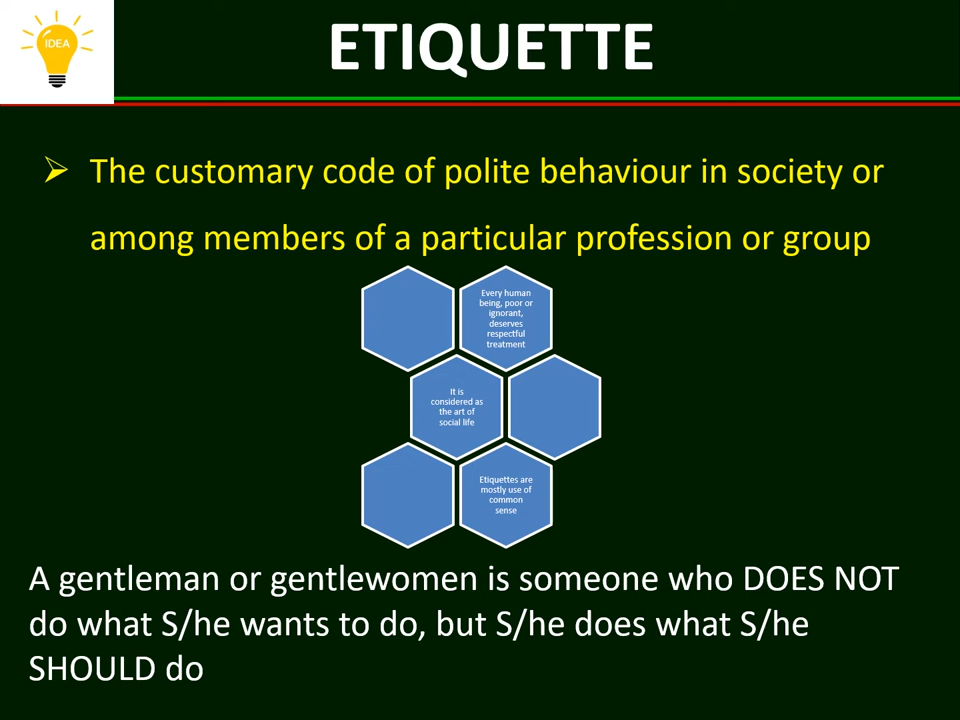 IDEA
ETIQUETTE
➢ The customary code of polite behaviour in society or
among members of a particular profession or group
Every human
being, poor or
ignorant,
deserves
respectful
treatment
It is
considered as
the art of
social life
Etiquettes are
mostly use of
common
sense
A gentleman or gentlewomen is someone who DOES NOT
do what S/he wants to do, but S/he does what S/he
SHOULD do